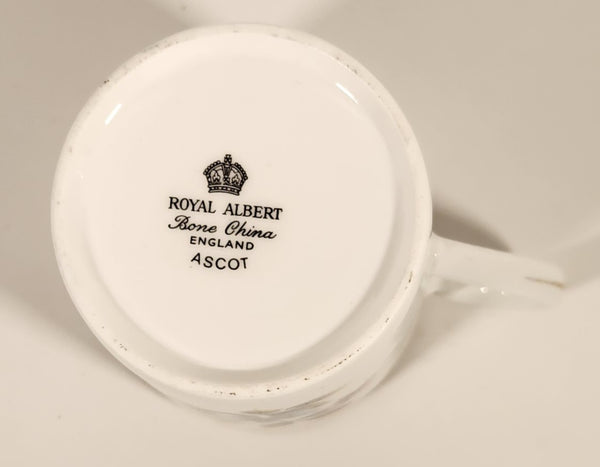 ROYAL ALBERT
Bone China
ENGLAND
ASCOT